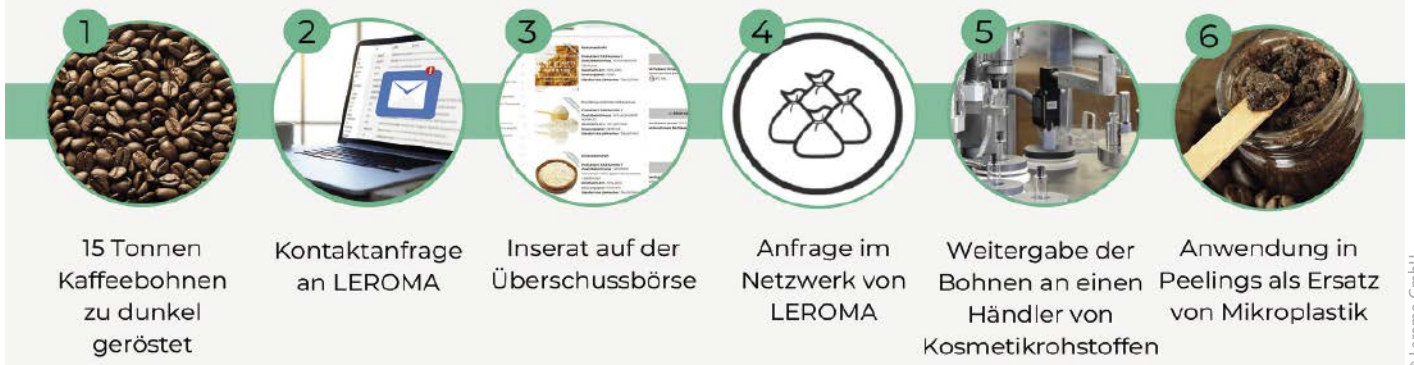 1
15 Tonnen
Kaffeebohnen
zu dunkel
geröstet
2
Kontaktanfrage
an LEROMA
3
Inserat auf der
Überschussbörse
4
Anfrage im
Netzwerk von
LEROMA
5
Weitergabe der
Bohnen an einen
Händler von
Kosmetikrohstoffen
6
Anwendung in
Peelings als Ersatz
von Mikroplastik